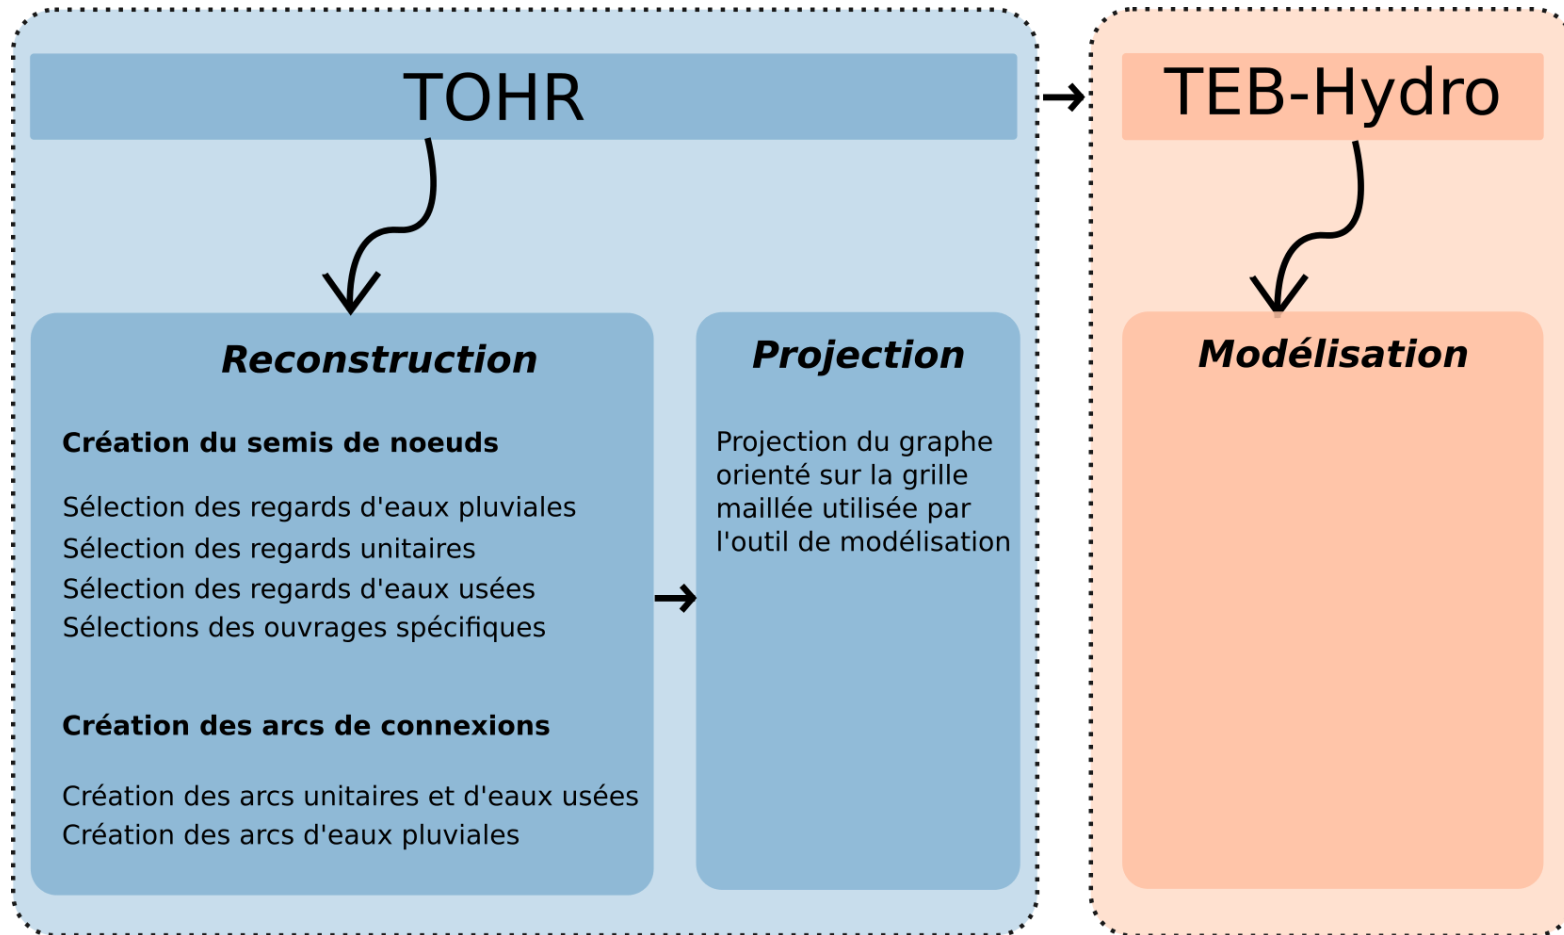 TOHR
Reconstruction
Création du semis de noeuds
Sélection des regards d'eaux pluviales
Sélection des regards unitaires
Sélection des regards d'eaux usées
Sélections des ouvrages spécifiques
Création des arcs de connexions
Création des arcs unitaires et d'eaux usées
Création des arcs d'eaux pluviales
Projection
Projection du graphe
orienté sur la grille
maillée utilisée par
l'outil de modélisation
TEB-Hydro
Modélisation